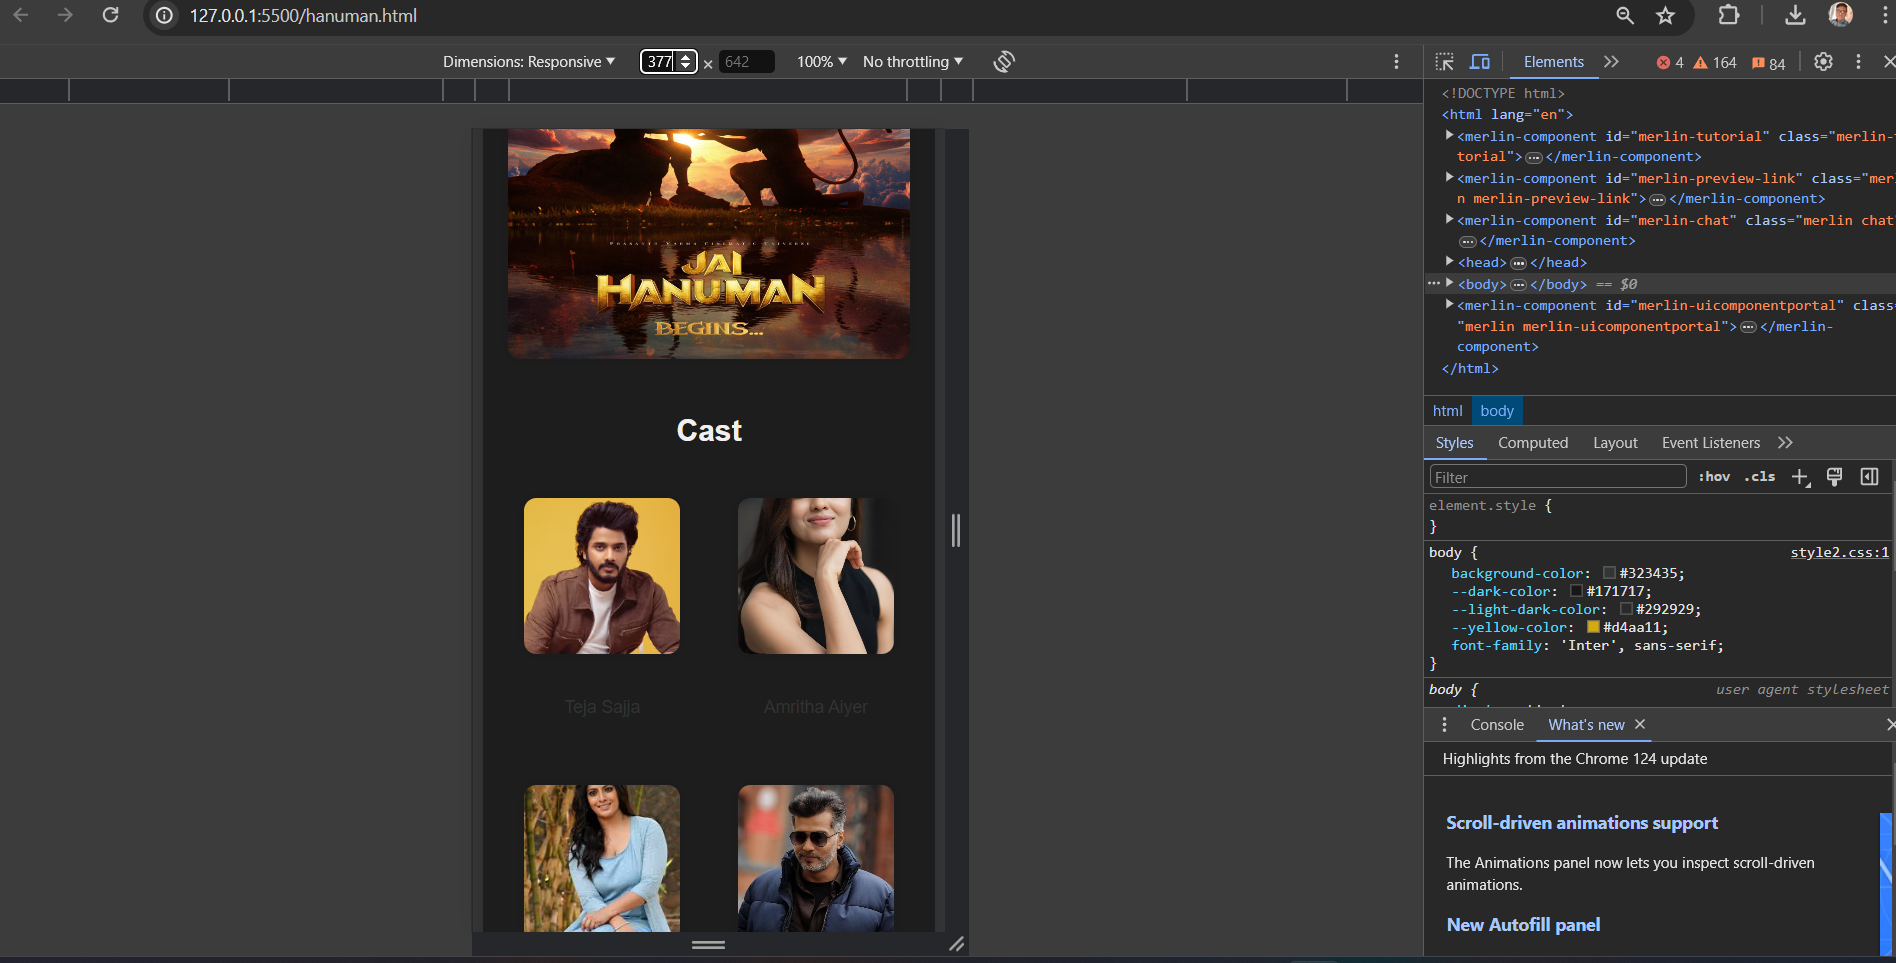 127.0.0.1:5500/hanuman.html
Dimensions: Responsive 377 × 642 100% No throttling
Elements 4 164 84
<!DOCTYPE html>
<html lang="en">
<merlin-component id="merlin-tutorial" class="merlin-t
torial"> ··· </merlin-component>
<merlin-component id="merlin-preview-link" class="mer
n merlin-preview-link"> ··· </merlin-component>
<merlin-component id="merlin-chat" class="merlin chat
··· </merlin-component>
<head> ··· </head>
··· <body> ··· </body> == $0
<merlin-component id="merlin-uicomponentportal" class
"merlin merlin-uicomponentportal"> ··· </merlin-
component>
</html>
html body
Styles Computed Layout Event Listeners
Filter :hov .cls
element.style {
}
body { style2.css:1
background-color: #323435;
--dark-color: #171717;
--light-dark-color: #292929;
--yellow-color: #d4aa11;
font-family: 'Inter', sans-serif;
}
body { user agent stylesheet
Console What's new
Highlights from the Chrome 124 update
Scroll-driven animations support
The Animations panel now lets you inspect scroll-driven
animations.
New Autofill panel
PRASANTH VARMA CINEMATIC UNIVERSE
JAI
HANUMAN
BEGINS...
Cast
Teja Sajja Amritha Aiyer